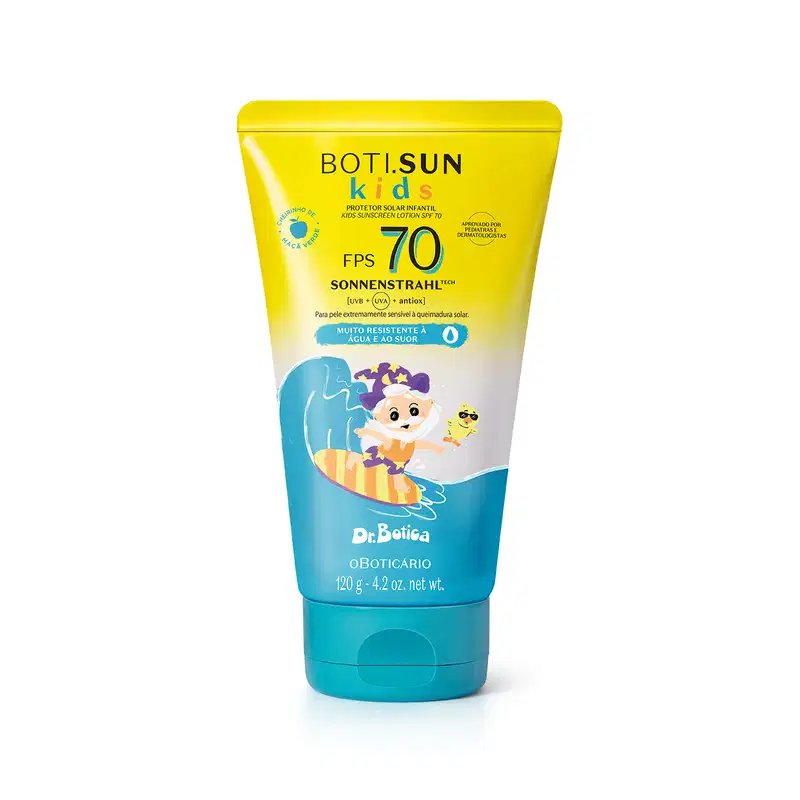 BOTI.SUN
kids
PROTETOR SOLAR INFANTIL
KIDS SUNSCREEN LOTION SPF 70
CHEIRINHO DE
MAÇÃ VERDE
APROVADO POR
PEDIATRAS E
DERMATOLOGISTAS
FPS 70
SONNENSTRAHL TECH
[UVB + UVA + antiox]
Para pele extremamente sensível à queimadura solar.
MUITO RESISTENTE À
ÁGUA E AO SUOR
Dr. Botica
oBOTICÁRIO
120 g - 4.2 oz. net wt.